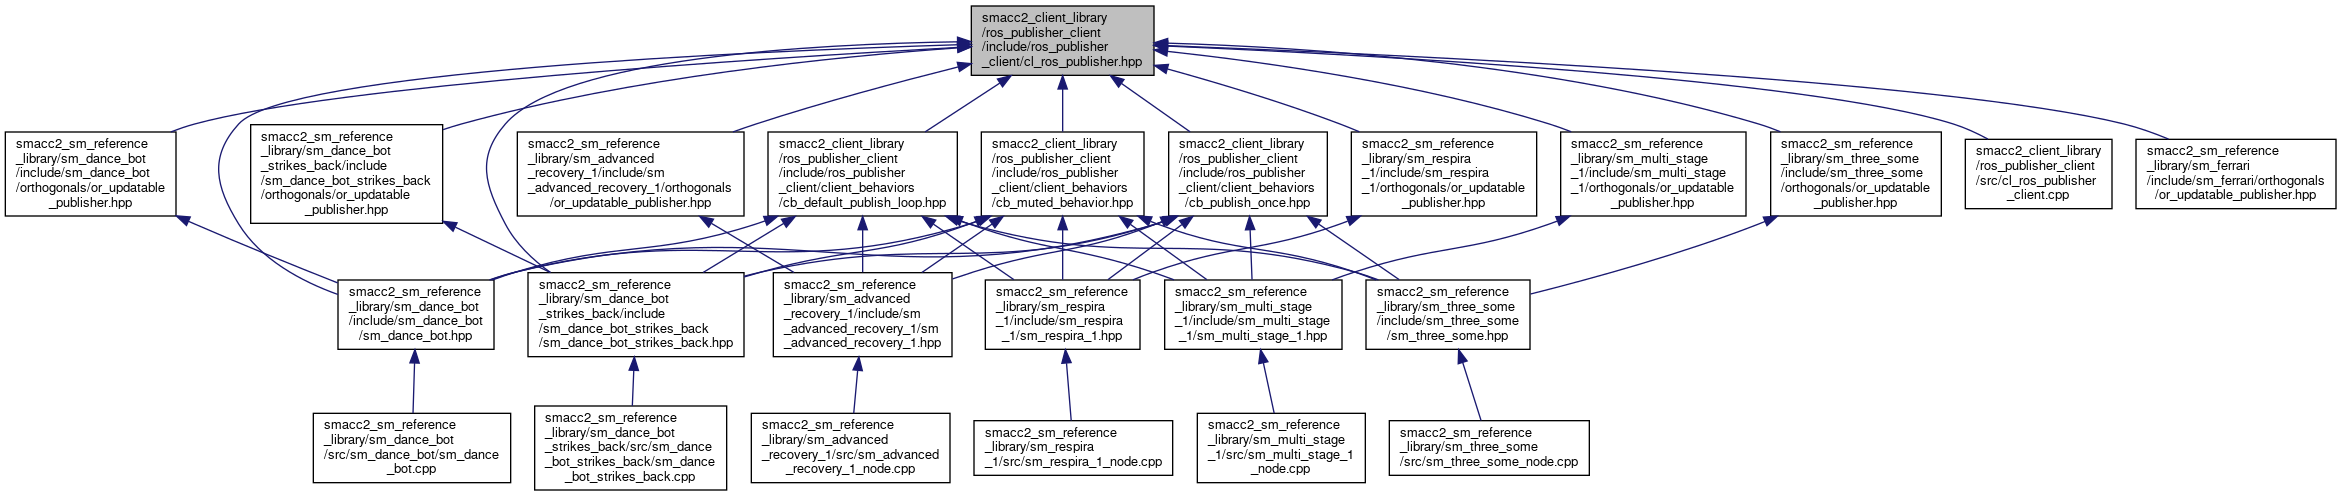 smacc2_client_library
/ros_publisher_client
/include/ros_publisher
_client/cl_ros_publisher.hpp
smacc2_sm_reference
_library/sm_dance_bot
/include/sm_dance_bot
/orthogonals/or_updatable
_publisher.hpp
smacc2_sm_reference
_library/sm_dance_bot
_strikes_back/include
/sm_dance_bot_strikes_back
/orthogonals/or_updatable
_publisher.hpp
smacc2_sm_reference
_library/sm_advanced
_recovery_1/include/sm
_advanced_recovery_1/orthogonals
/or_updatable_publisher.hpp
smacc2_client_library
/ros_publisher_client
/include/ros_publisher
_client/client_behaviors
/cb_default_publish_loop.hpp
smacc2_client_library
/ros_publisher_client
/include/ros_publisher
_client/client_behaviors
/cb_muted_behavior.hpp
smacc2_client_library
/ros_publisher_client
/include/ros_publisher
_client/client_behaviors
/cb_publish_once.hpp
smacc2_sm_reference
_library/sm_respira
_1/include/sm_respira
_1/orthogonals/or_updatable
_publisher.hpp
smacc2_sm_reference
_library/sm_multi_stage
_1/include/sm_multi_stage
_1/orthogonals/or_updatable
_publisher.hpp
smacc2_sm_reference
_library/sm_three_some
/include/sm_three_some
/orthogonals/or_updatable
_publisher.hpp
smacc2_client_library
/ros_publisher_client
/src/cl_ros_publisher
_client.cpp
smacc2_sm_reference
_library/sm_ferrari
/include/sm_ferrari/orthogonals
/or_updatable_publisher.hpp
smacc2_sm_reference
_library/sm_dance_bot
/include/sm_dance_bot
/sm_dance_bot.hpp
smacc2_sm_reference
_library/sm_dance_bot
_strikes_back/include
/sm_dance_bot_strikes_back
/sm_dance_bot_strikes_back.hpp
smacc2_sm_reference
_library/sm_advanced
_recovery_1/include/sm
_advanced_recovery_1/sm
_advanced_recovery_1.hpp
smacc2_sm_reference
_library/sm_respira
_1/include/sm_respira
_1/sm_respira_1.hpp
smacc2_sm_reference
_library/sm_multi_stage
_1/include/sm_multi_stage
_1/sm_multi_stage_1.hpp
smacc2_sm_reference
_library/sm_three_some
/include/sm_three_some
/sm_three_some.hpp
smacc2_sm_reference
_library/sm_dance_bot
/src/sm_dance_bot/sm_dance
_bot.cpp
smacc2_sm_reference
_library/sm_dance_bot
_strikes_back/src/sm_dance
_bot_strikes_back/sm_dance
_bot_strikes_back.cpp
smacc2_sm_reference
_library/sm_advanced
_recovery_1/src/sm_advanced
_recovery_1_node.cpp
smacc2_sm_reference
_library/sm_respira
_1/src/sm_respira_1_node.cpp
smacc2_sm_reference
_library/sm_multi_stage
_1/src/sm_multi_stage_1
_node.cpp
smacc2_sm_reference
_library/sm_three_some
/src/sm_three_some_node.cpp